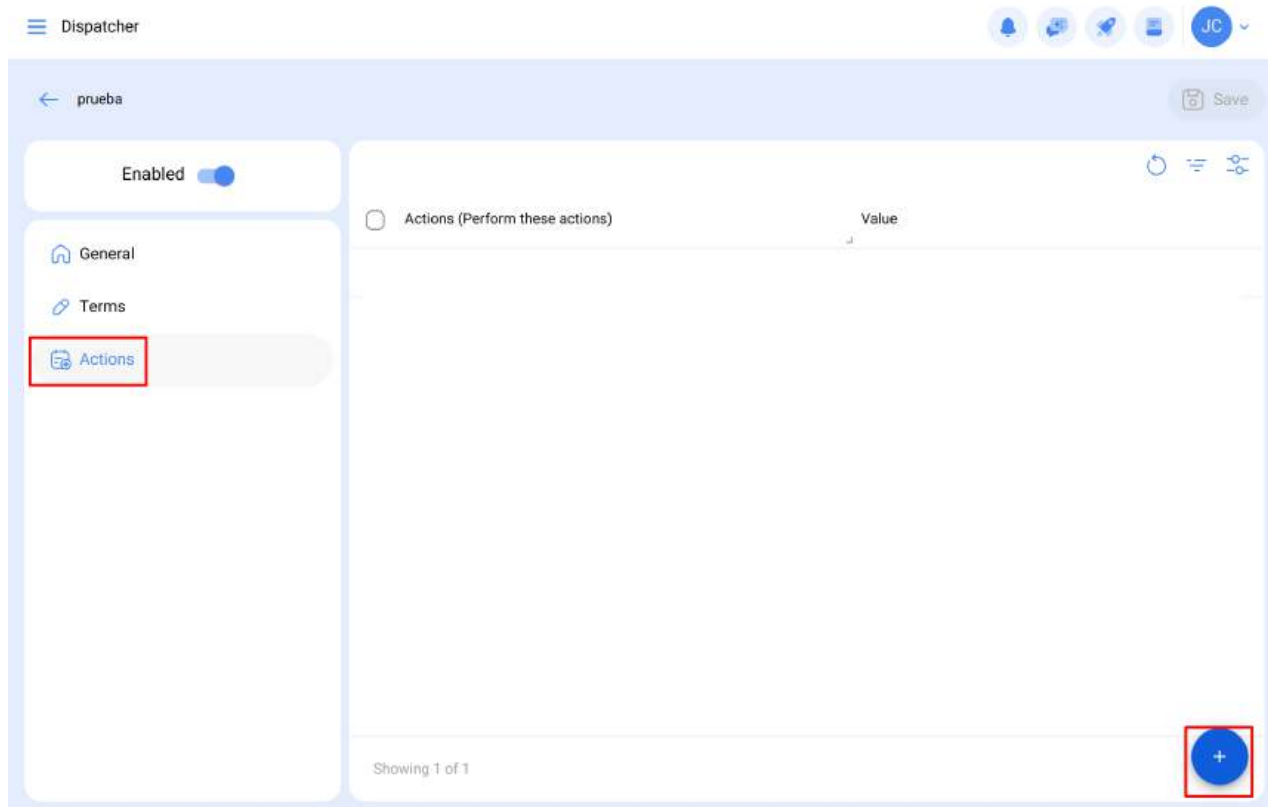 Dispatcher
JC
prueba
Save
Enabled
General
Terms
Actions
Actions (Perform these actions)
Value
Showing 1 of 1
+